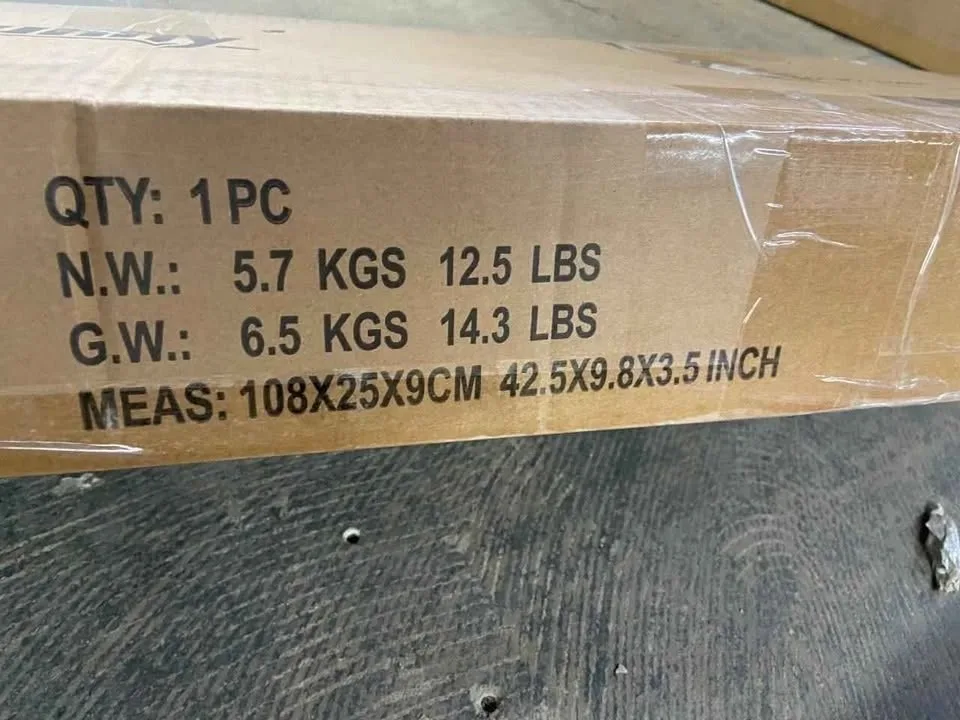 QTY: 1 PC
N.W.: 5.7 KGS 12.5 LBS
G.W.: 6.5 KGS 14.3 LBS
MEAS: 108X25X9CM 42.5X9.8X3.5 INCH